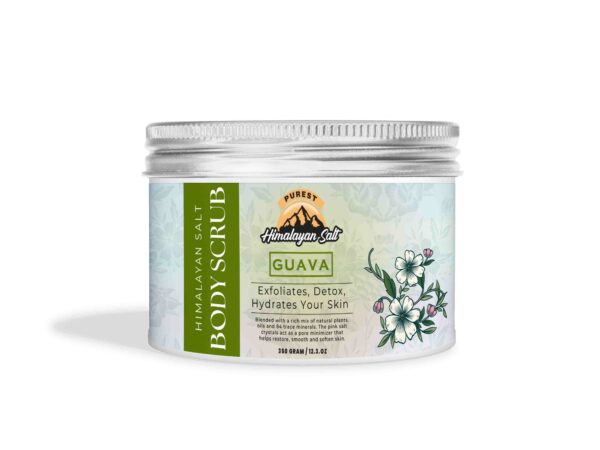 HIMALAYAN SALT
BODY SCRUB
PUREST
Himalayan Salt
GUAVA
Exfoliates, Detox,
Hydrates Your Skin
Blended with a rich mix of natural plants,
oils and 84 trace minerals. The pink salt
crystals act as a pore minimizer that
helps restore, smooth and soften skin.
350 GRAM / 12.3.OZ